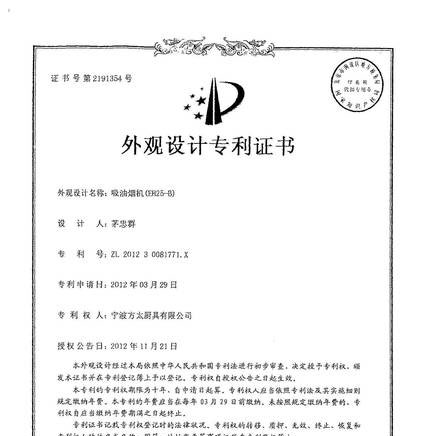 证书号第2191354号
外观设计专利证书
外观设计名称：吸油烟机(EH25-B)
设计人：茅忠群
专利号：ZL 2012 3 0081771.X
专利申请日：2012年03月29日
专利权人：宁波方太厨具有限公司
授权公告日：2012年11月21日
本外观设计经过本局依照中华人民共和国专利法进行初步审查，决定授予专利权，颁
发本证书并在专利登记簿上予以登记。专利权自授权公告之日起生效。
本专利的专利权期限为十年，自申请日起算。专利权人应当依照专利法及其实施细则
规定缴纳年费。本专利的年费应当在每年03月29日前缴纳。未按照规定缴纳年费的，专
利权自应当缴纳年费期满之日起终止。
专利证书记载专利权登记时的法律状况。专利权的转移、质押、无效、终止、恢复和